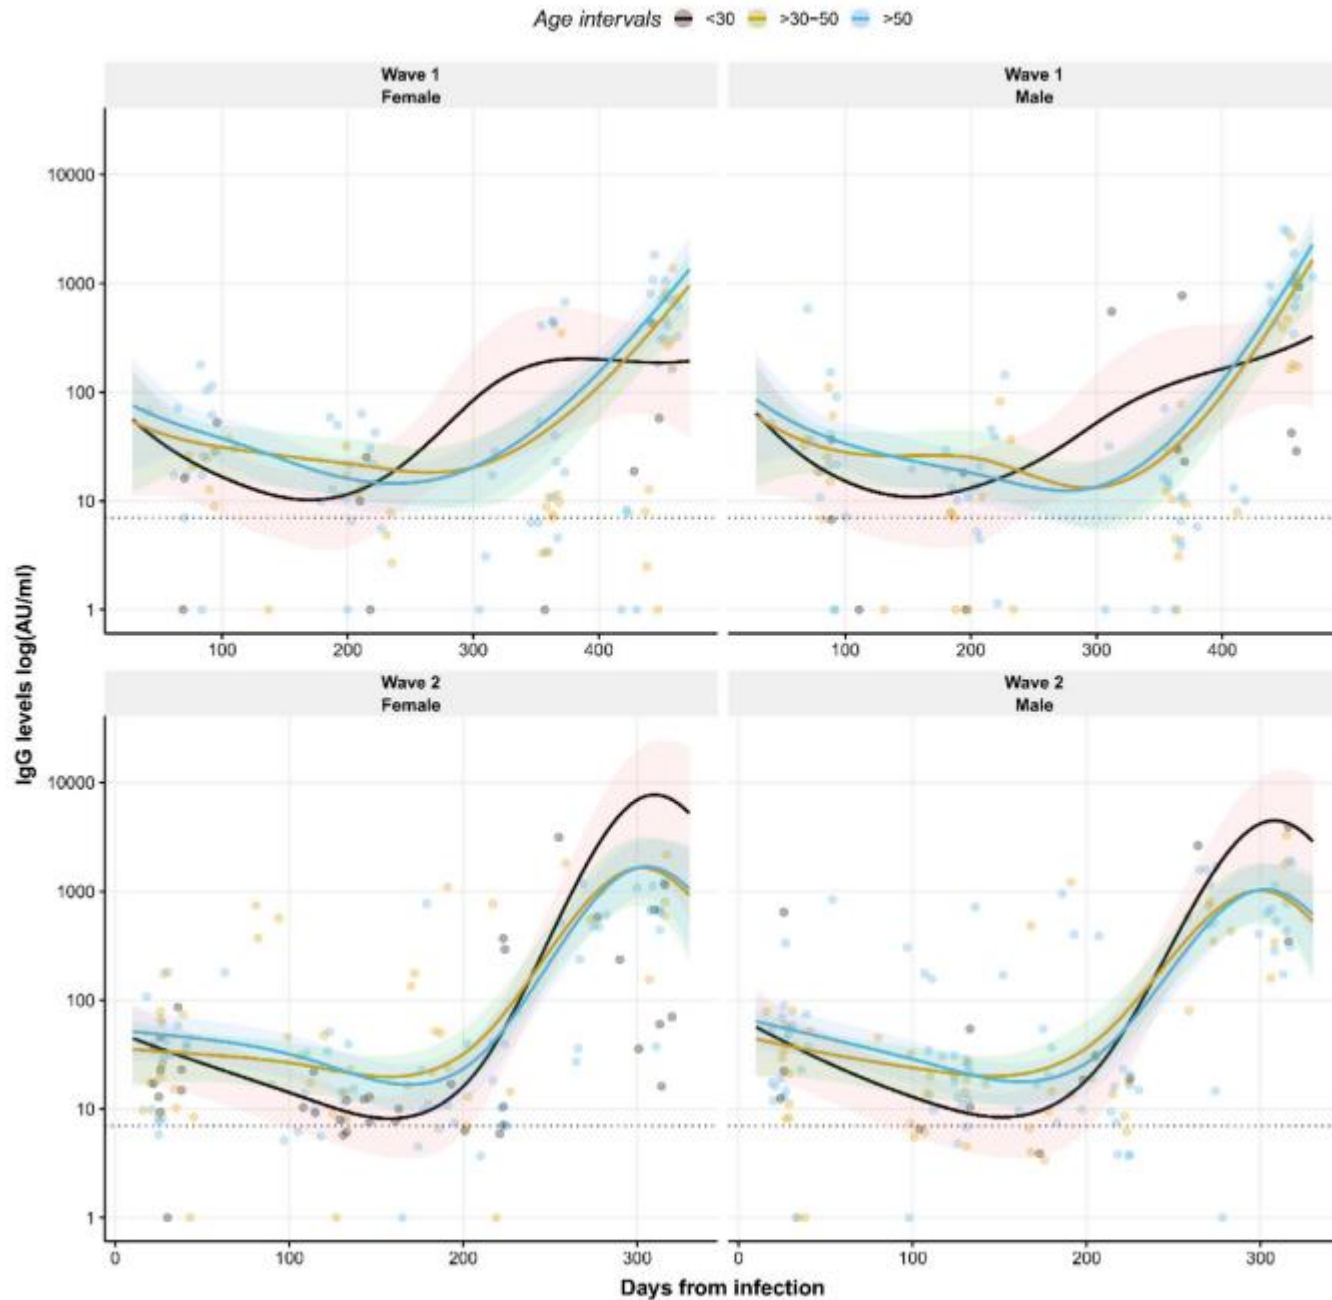 Age intervals <30 >30–50 >50
Wave 1 Wave 1
Female Male
10000
1000
100
10
1
100 200 300 400 100 200 300 400
Wave 2 Wave 2
Female Male
IgG levels log(AU/ml)
10000
1000
100
10
1
0 100 200 300 0 100 200 300
Days from infection